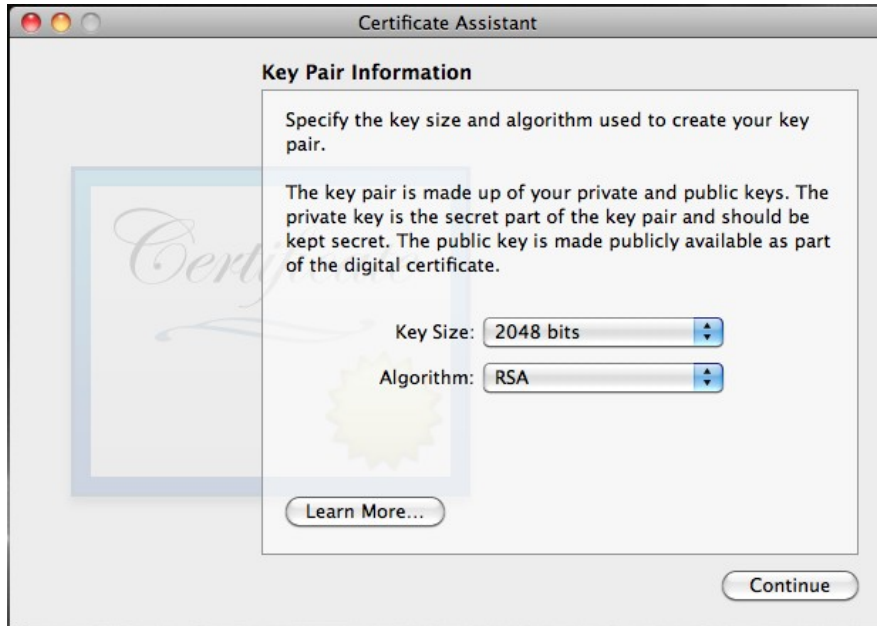 Certificate Assistant
Key Pair Information
Specify the key size and algorithm used to create your key
pair.
The key pair is made up of your private and public keys. The
private key is the secret part of the key pair and should be
kept secret. The public key is made publicly available as part
of the digital certificate.
Certificate
Key Size: 2048 bits
Algorithm: RSA
Learn More...
Continue